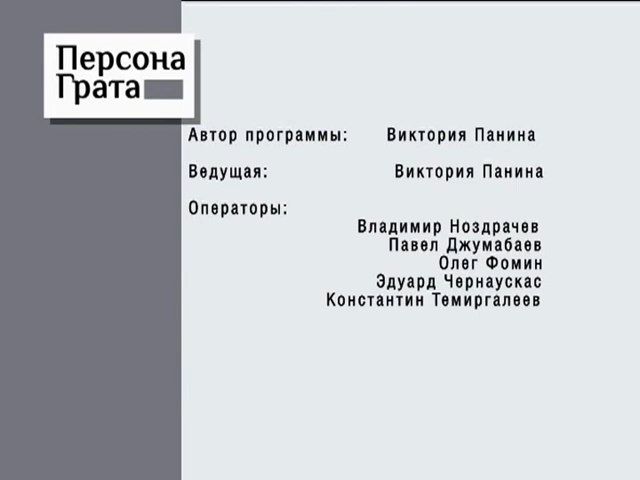 Персона
Грата
Автор программы: Виктория Панина
Ведущая: Виктория Панина
Операторы:
Владимир Ноздрачев
Павел Джумабаев
Олег Фомин
Эдуард Чернаускас
Константин Темиргалеев